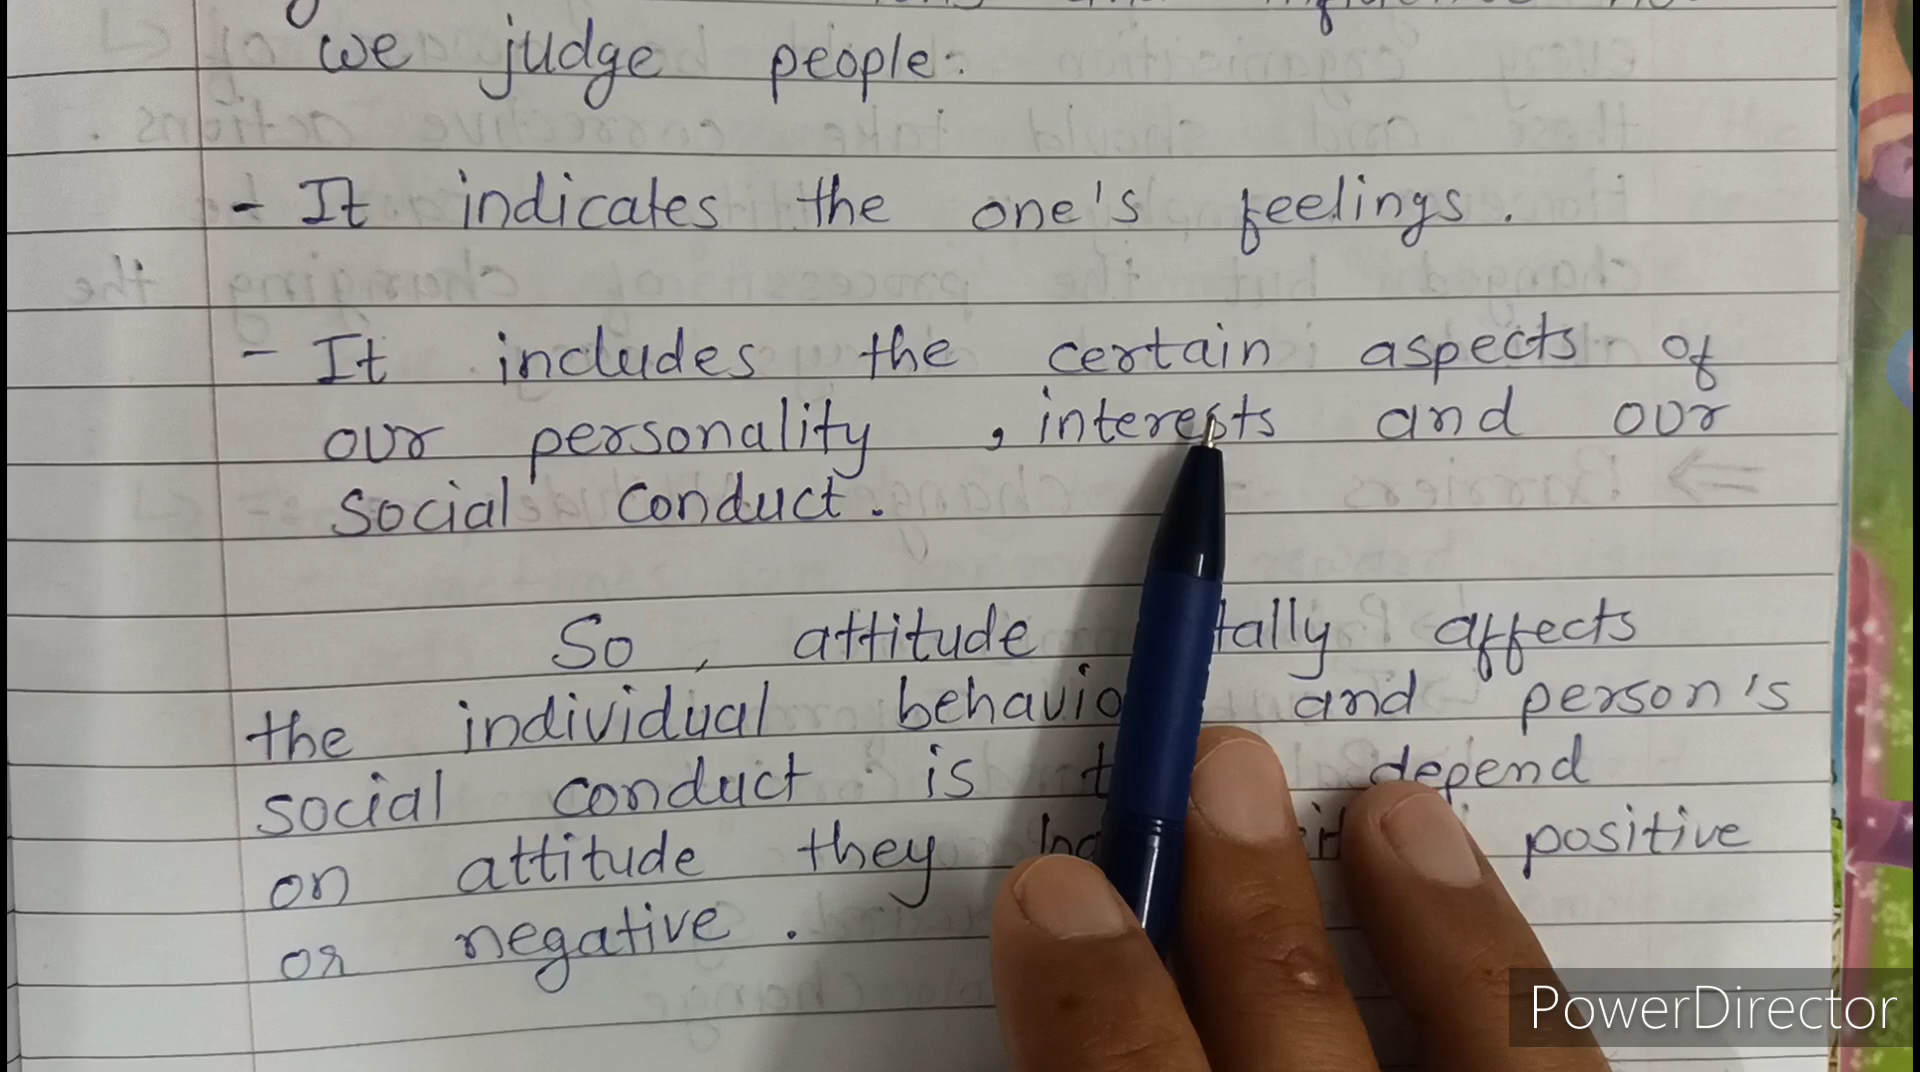 we judge people.
- It indicates the one's feelings.
- It includes the certain aspects of
our personality, interests and our
social conduct.
So, attitude affects
the individual and person's
social conduct is depend
on attitude they positive
or negative.
PowerDirector